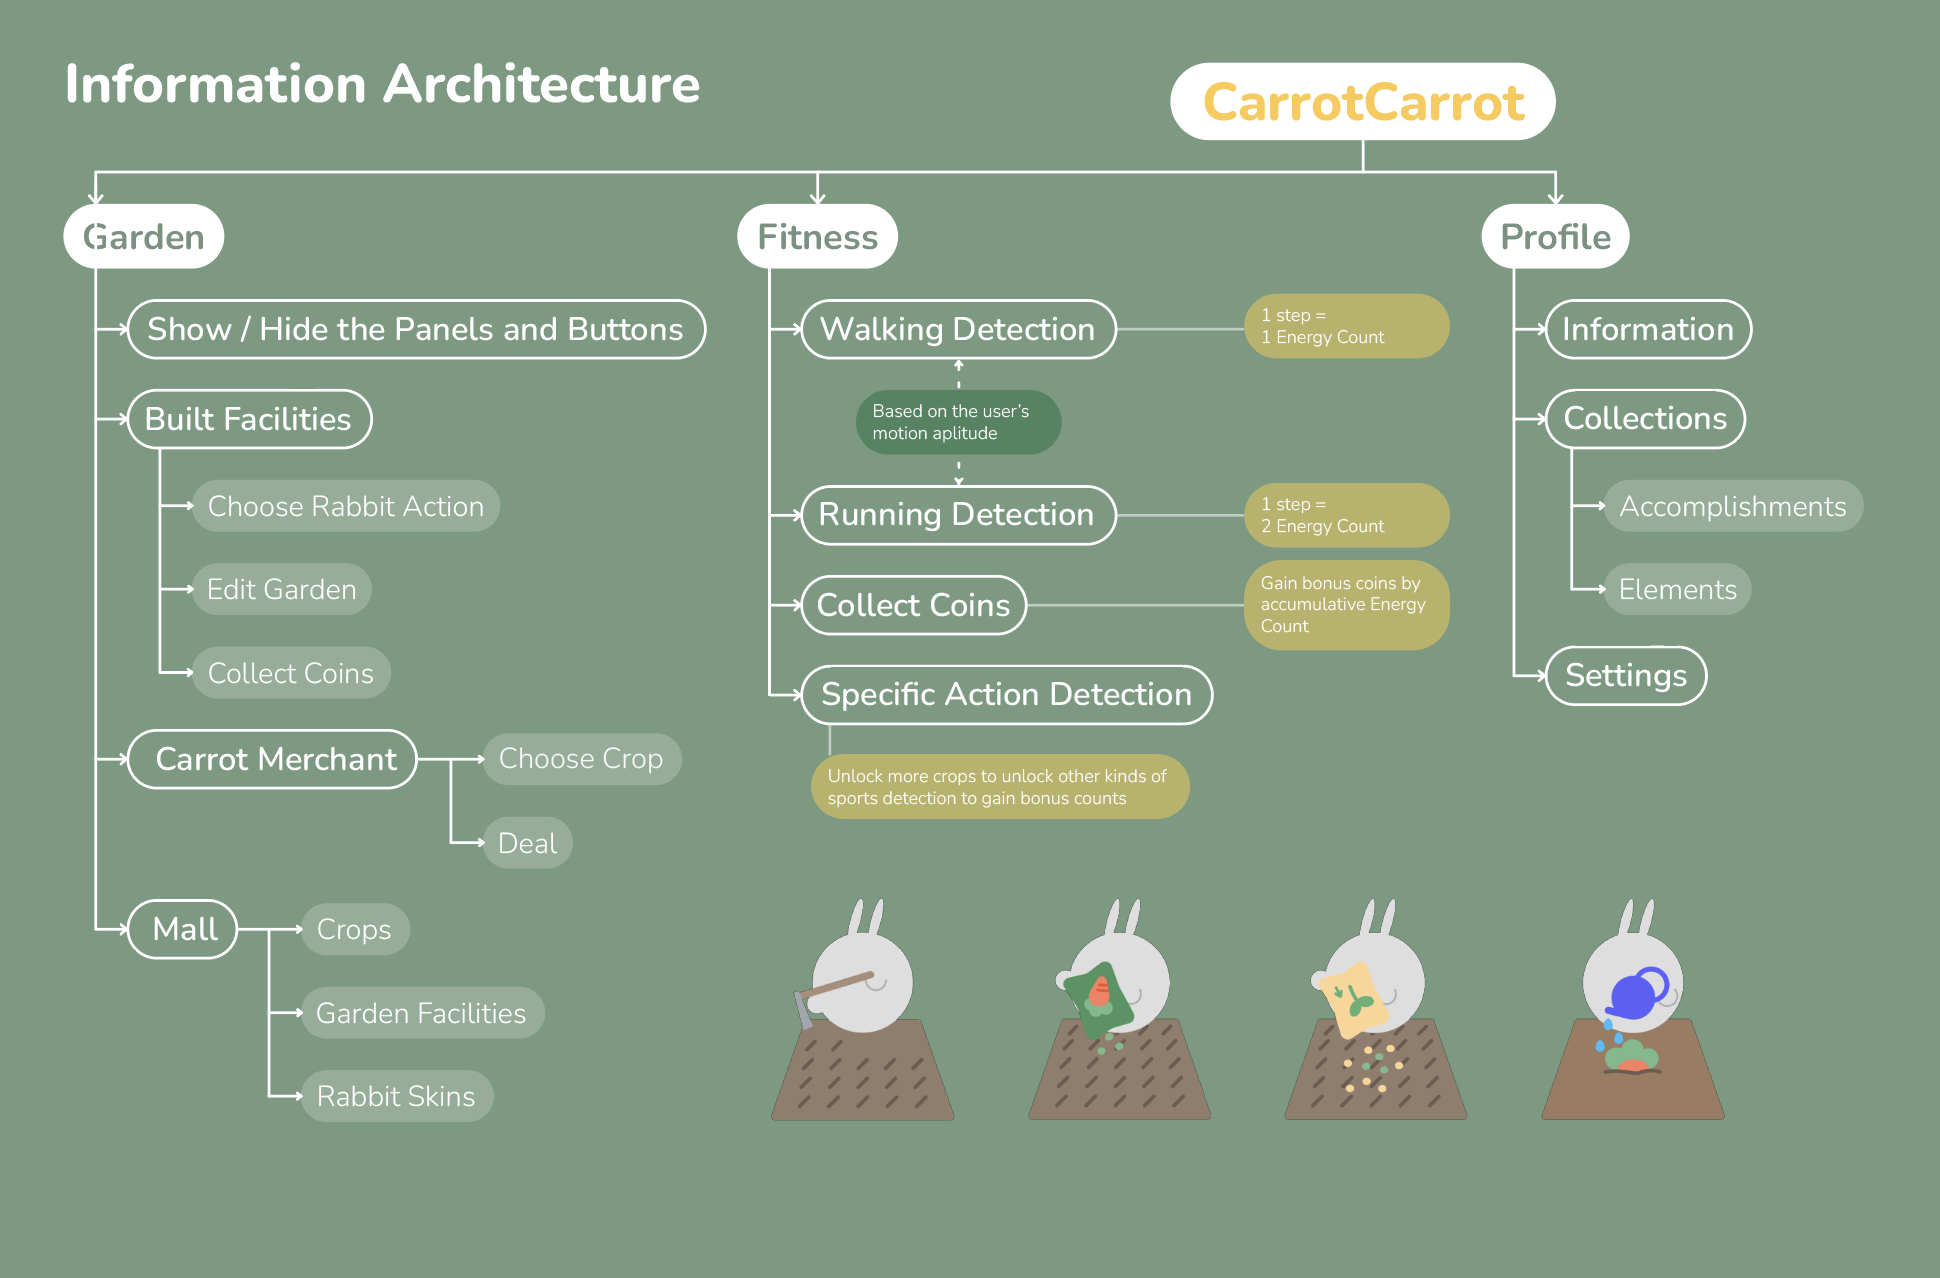 Information Architecture
CarrotCarrot
Garden
Show / Hide the Panels and Buttons
Built Facilities
Choose Rabbit Action
Edit Garden
Collect Coins
Carrot Merchant
Choose Crop
Deal
Mall
Crops
Garden Facilities
Rabbit Skins
Fitness
Walking Detection
1 step =
1 Energy Count
Based on the user's
motion aplitude
Running Detection
1 step =
2 Energy Count
Collect Coins
Gain bonus coins by
accumulative Energy
Count
Specific Action Detection
Unlock more crops to unlock other kinds of
sports detection to gain bonus counts
Profile
Information
Collections
Accomplishments
Elements
Settings